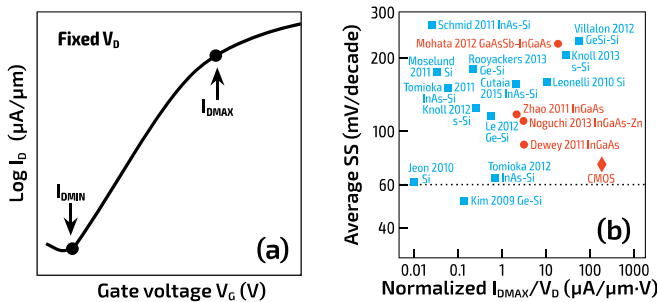 (a)
Fixed V_D
I_DMAX
I_DMIN
Log I_D (µA/µm)
Gate voltage V_G (V)
(b)
Average SS (mV/decade)
300
200
100
60
40
Schmid 2011 InAs-Si
Villalon 2012
GeSi-Si
Mohata 2012 GaAsSb-InGaAs
Moselund
2011 Si
Rooyackers 2013
Ge-Si
Knoll 2013
s-Si
Tomioka 2011
InAs-Si
Cutaia
2015 InAs-Si
Leonelli 2010 Si
Knoll 2012
s-Si
Zhao 2011 InGaAs
Noguchi 2013 InGaAs-Zn
Le 2012
Ge-Si
Dewey 2011 InGaAs
Jeon 2010
Si
Tomioka 2012
InAs-Si
CMOS
Kim 2009 Ge-Si
0.01 0.1 1 10 100 1000
Normalized I_DMAX/V_D (µA/µm·V)